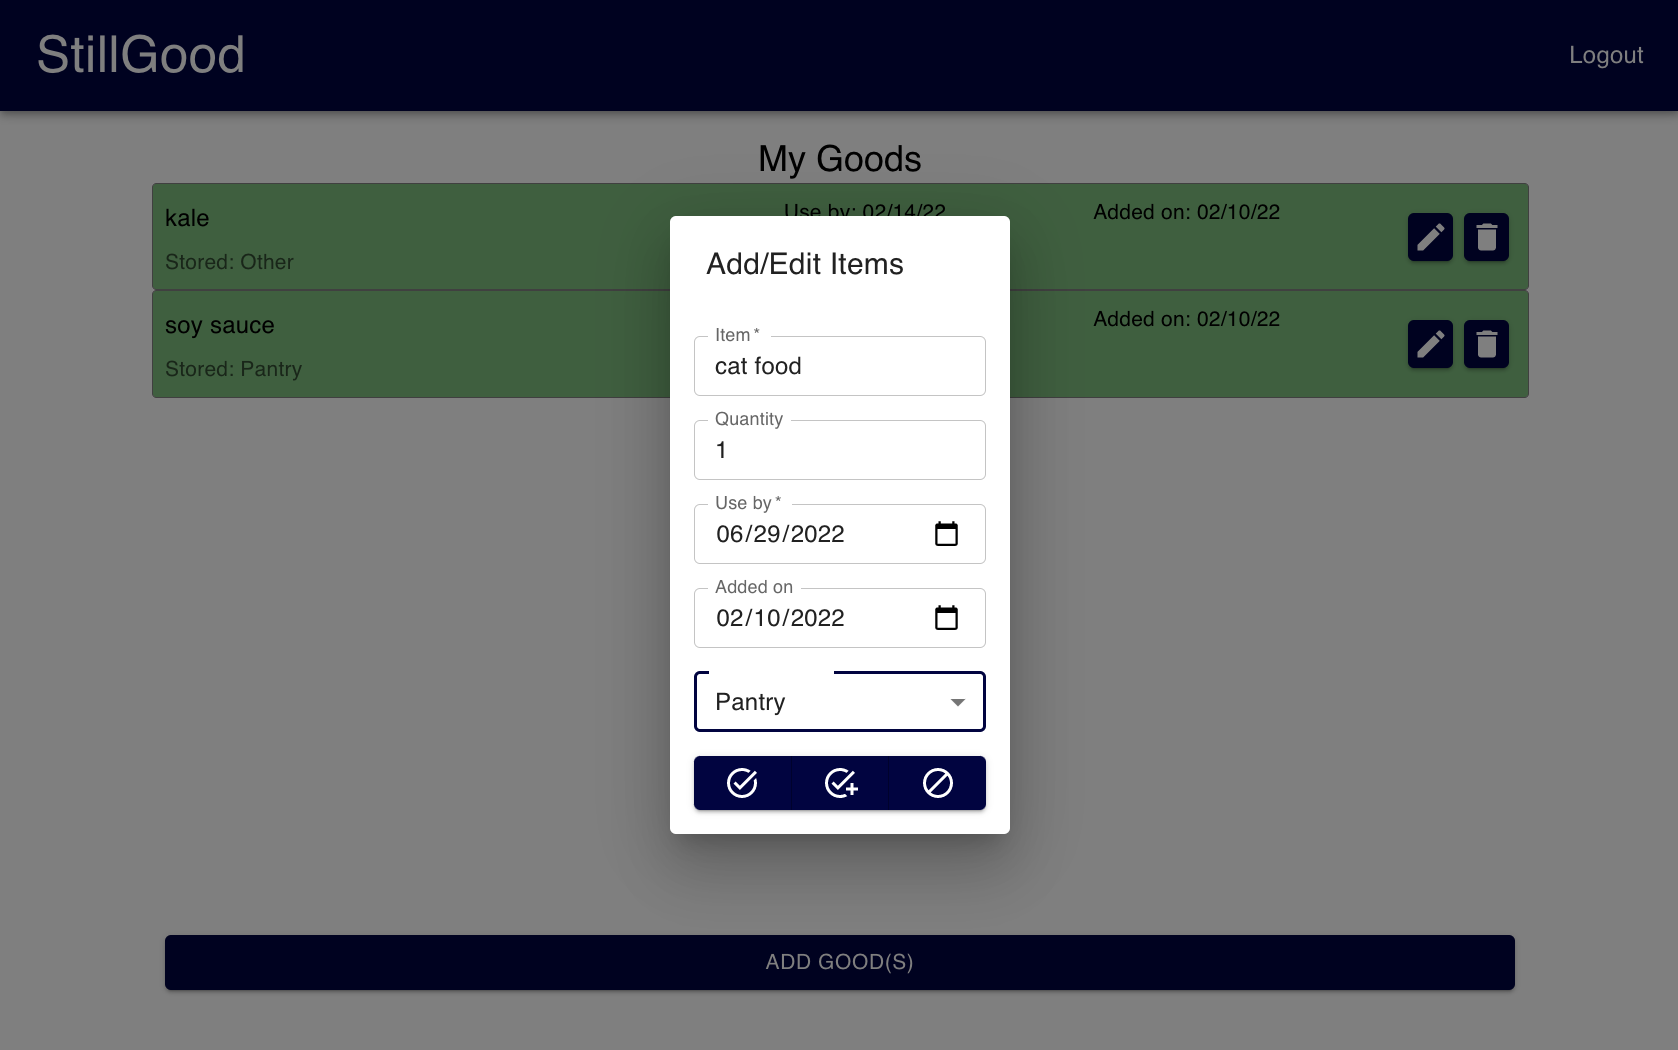 StillGood
Logout
My Goods
kale
Use by: 02/14/22
Added on: 02/10/22
Stored: Other
soy sauce
Added on: 02/10/22
Stored: Pantry
Add/Edit Items
Item *
cat food
Quantity
1
Use by *
06/29/2022
Added on
02/10/2022
Pantry
ADD GOOD(S)